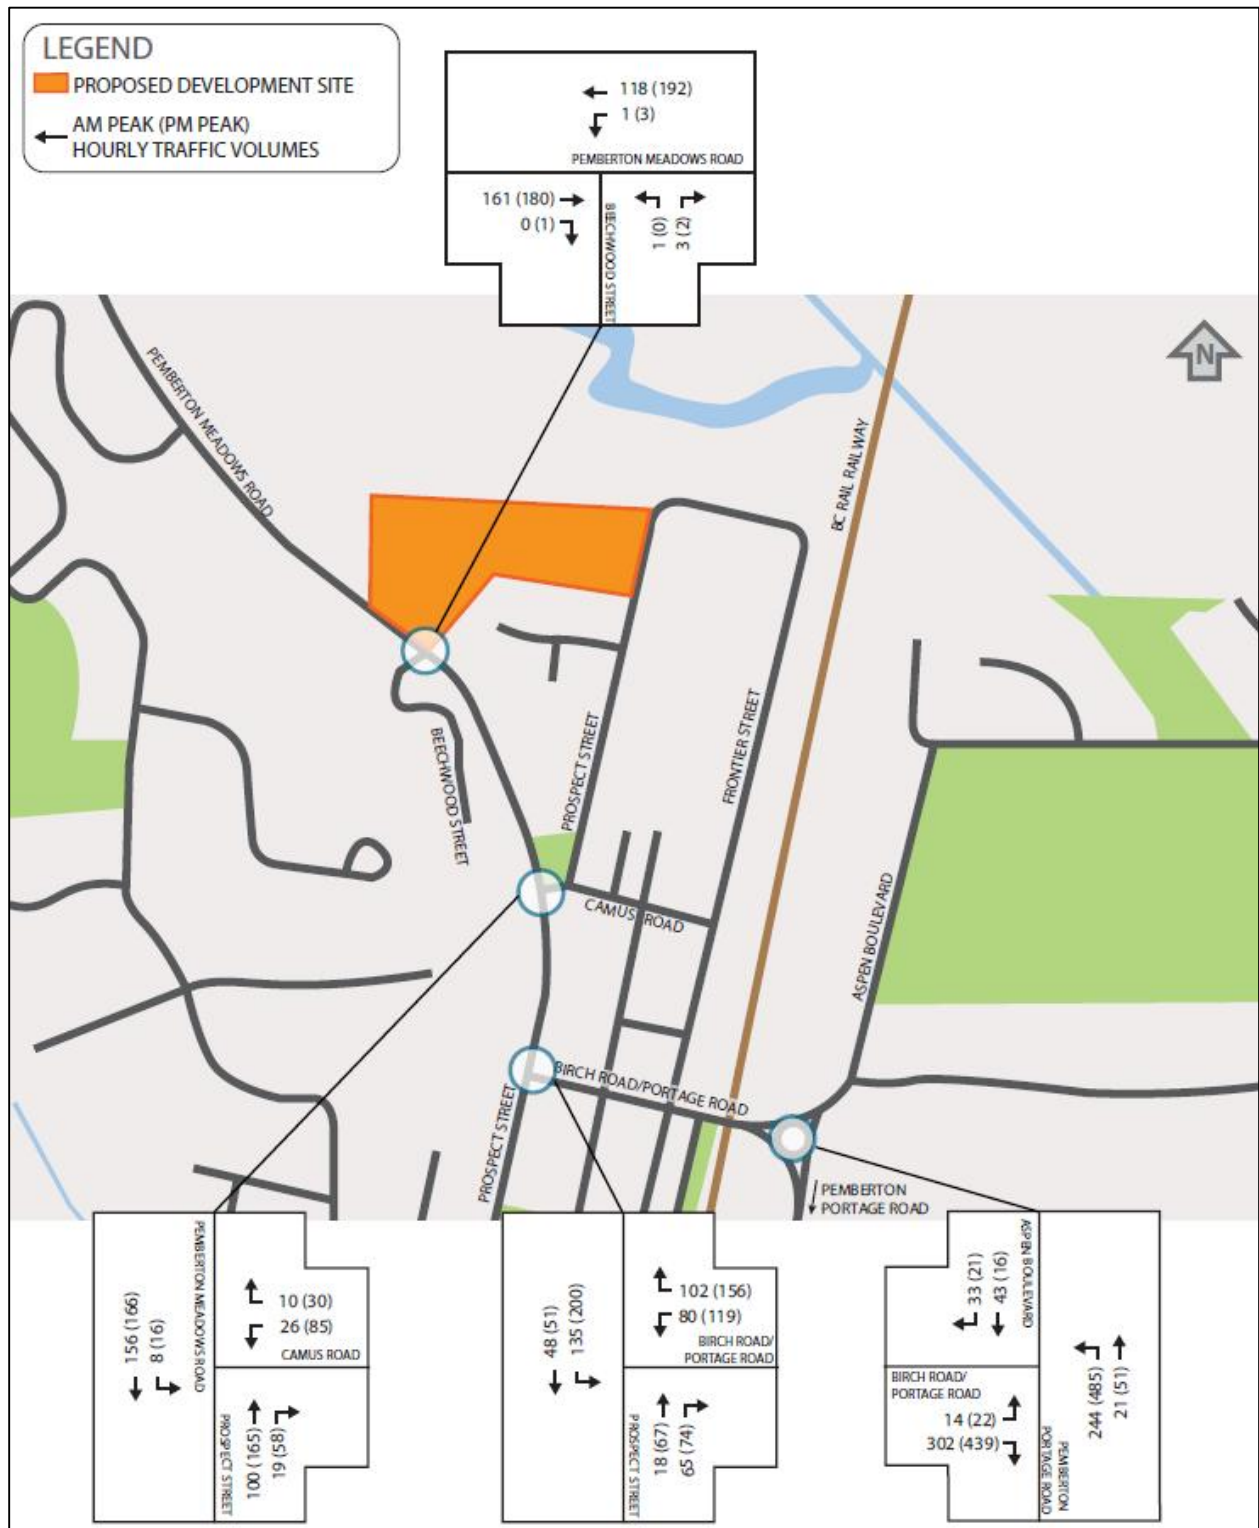 LEGEND
PROPOSED DEVELOPMENT SITE
AM PEAK (PM PEAK)
HOURLY TRAFFIC VOLUMES
118 (192)
1 (3)
PEMBERTON MEADOWS ROAD
161 (180)
0 (1)
BEECHWOOD STREET
1 (0)
3 (2)
N
PEMBERTON MEADOWS ROAD
BC RAIL RAILWAY
BEECHWOOD STREET
PROSPECT STREET
FRONTIER STREET
CAMUS ROAD
ASPEN BOULEVARD
BIRCH ROAD/PORTAGE ROAD
PROSPECT STREET
PEMBERTON
PORTAGE ROAD
156 (166)
8 (16)
PEMBERTON MEADOWS ROAD
10 (30)
26 (85)
CAMUS ROAD
PROSPECT STREET
100 (165)
19 (58)
48 (51)
135 (200)
102 (156)
80 (119)
BIRCH ROAD/
PORTAGE ROAD
PROSPECT STREET
18 (67)
65 (74)
33 (21)
43 (16)
ASPEN BOULEVARD
BIRCH ROAD/
PORTAGE ROAD
14 (22)
302 (439)
PEMBERTON
PORTAGE ROAD
244 (485)
21 (51)